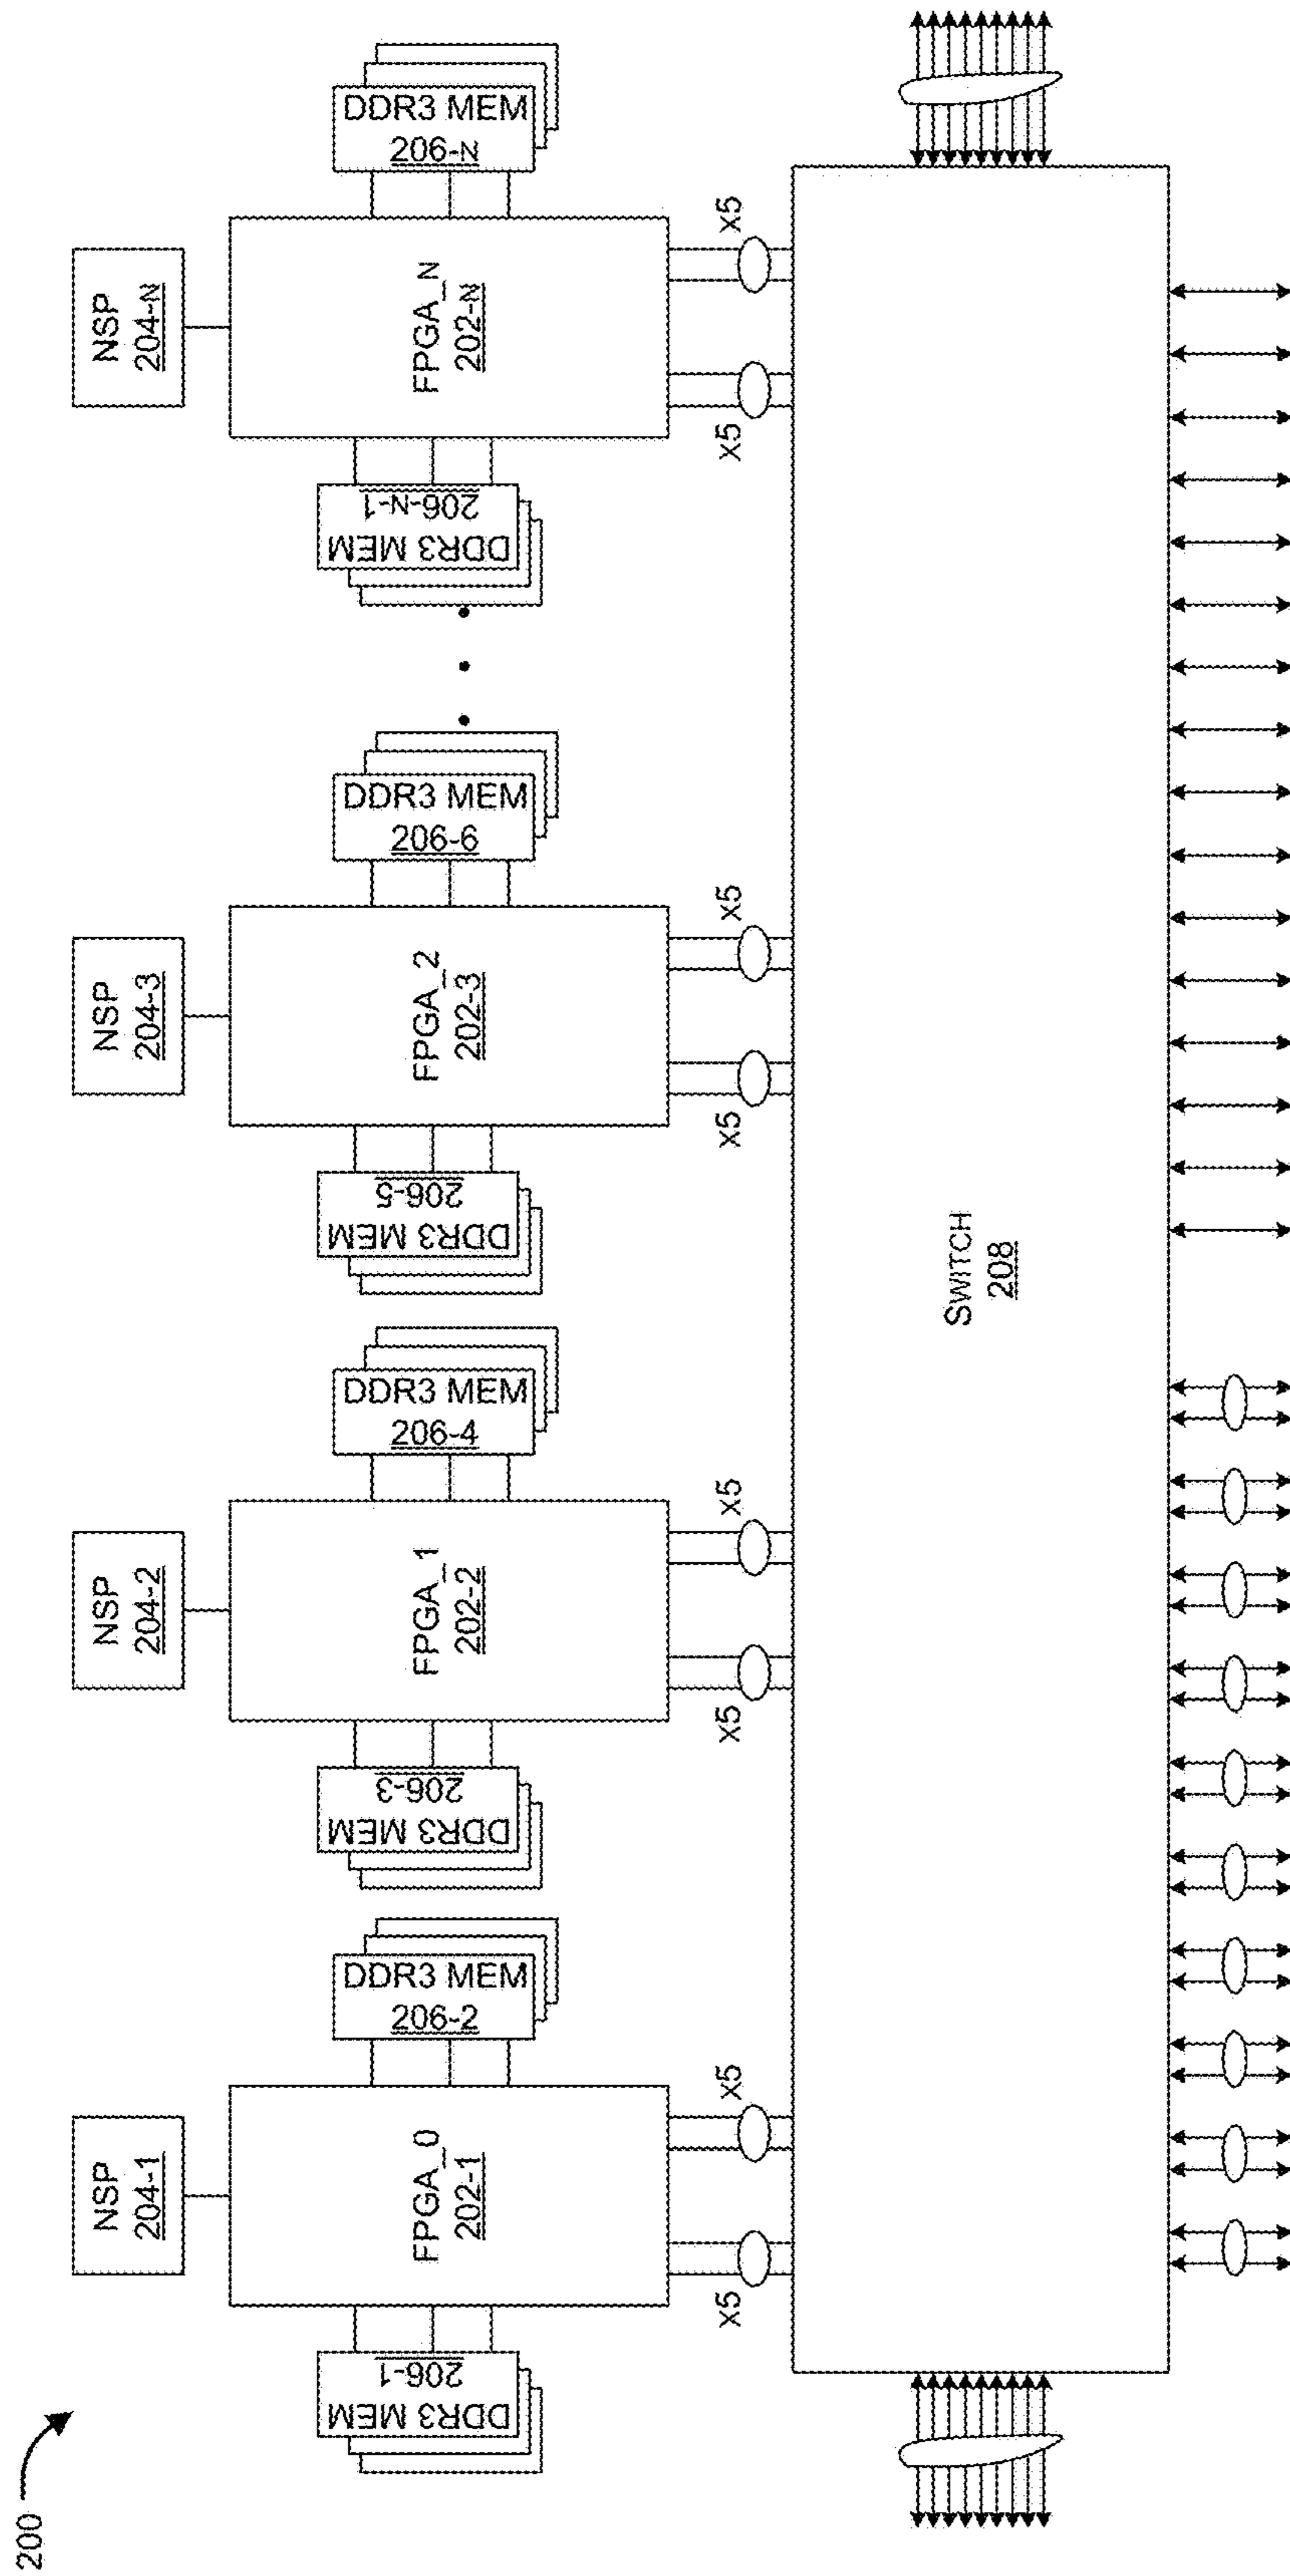 200
NSP
204-1
NSP
204-2
NSP
204-3
NSP
204-N
DDR3 MEM
206-1
FPGA_0
202-1
DDR3 MEM
206-2
DDR3 MEM
206-3
FPGA_1
202-2
DDR3 MEM
206-4
DDR3 MEM
206-5
FPGA_2
202-3
DDR3 MEM
206-6
DDR3 MEM
206-N-1
FPGA_N
202-N
DDR3 MEM
206-N
x5
x5
x5
x5
x5
x5
x5
x5
SWITCH
208